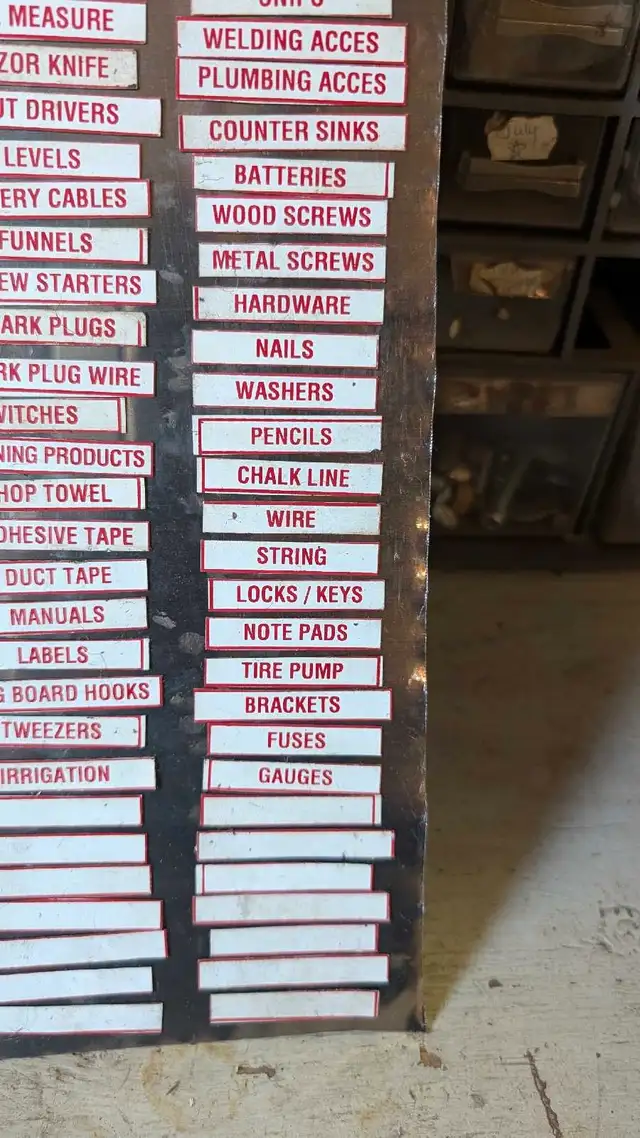 MEASURE
ZOR KNIFE
UT DRIVERS
LEVELS
ERY CABLES
FUNNELS
EW STARTERS
ARK PLUGS
RK PLUG WIRE
WITCHES
NING PRODUCTS
HOP TOWEL
DHESIVE TAPE
DUCT TAPE
MANUALS
LABELS
G BOARD HOOKS
TWEEZERS
IRRIGATION
WELDING ACCES
PLUMBING ACCES
COUNTER SINKS
BATTERIES
WOOD SCREWS
METAL SCREWS
HARDWARE
NAILS
WASHERS
PENCILS
CHALK LINE
WIRE
STRING
LOCKS / KEYS
NOTE PADS
TIRE PUMP
BRACKETS
FUSES
GAUGES
July